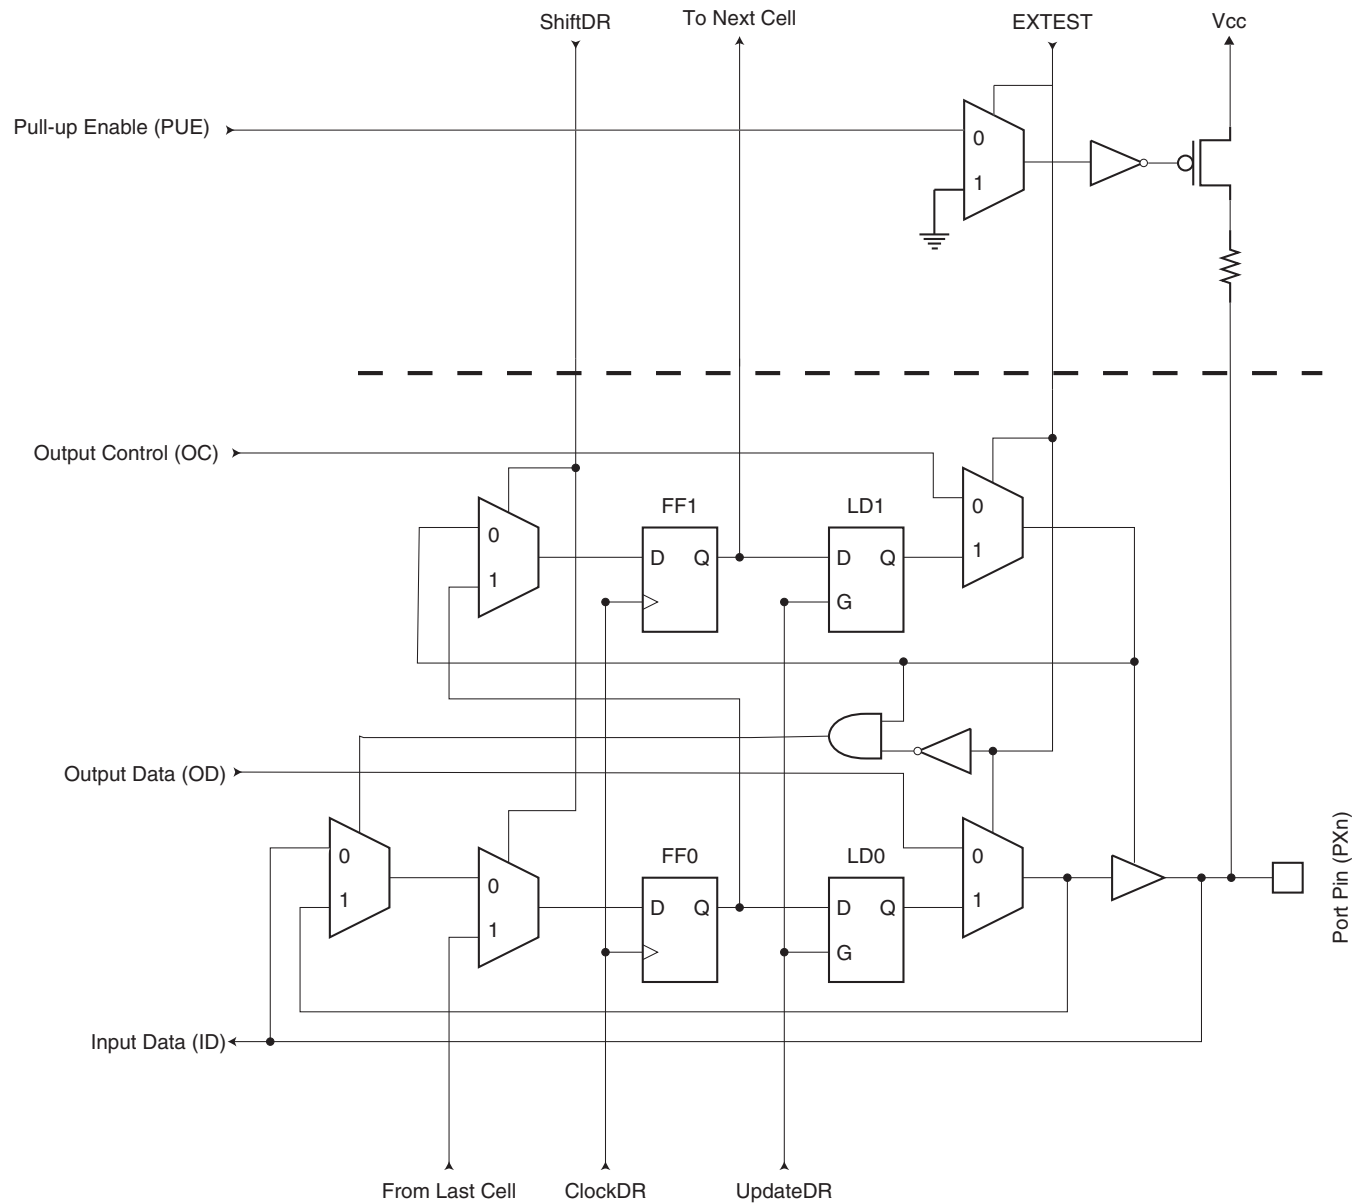 ShiftDR
To Next Cell
EXTEST
Vcc
Pull-up Enable (PUE)
0
1
Output Control (OC)
FF1
LD1
0
1
D Q
D Q
G
0
1
Output Data (OD)
FF0
LD0
0
1
0
1
D Q
D Q
G
0
1
Port Pin (PXn)
Input Data (ID)
From Last Cell
ClockDR
UpdateDR